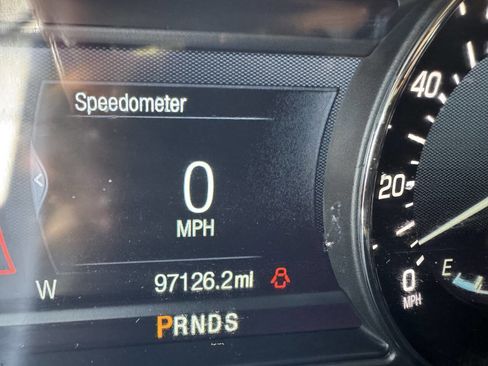 Speedometer
0
MPH
W 97126.2mi
PRNDS
40
20
0
MPH
E